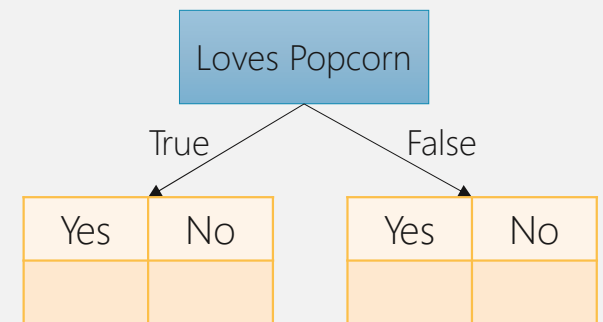 Loves Popcorn
True False
Yes No Yes No